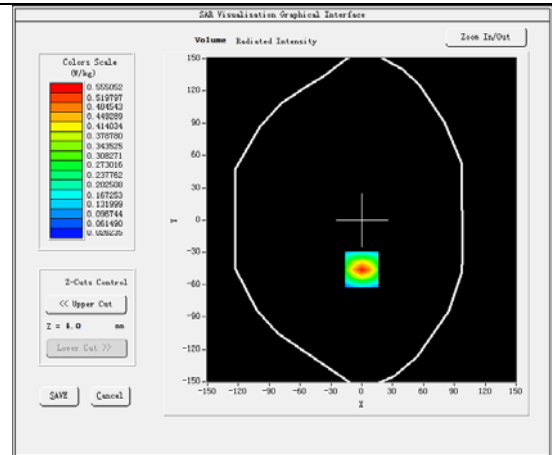 SAR Visualisation Graphical Interface
Volume Radiated Intensity
Zoom In/Out
Colors Scale
(W/kg)
0.555052
0.519797
0.484543
0.449289
0.414034
0.378780
0.343525
0.308271
0.273016
0.237762
0.202508
0.167253
0.131999
0.096744
0.061490
0.026235
Z-Cuts Control
<< Upper Cut
Z = 4.0 mm
Lower Cut >>
SAVE Cancel
150
120
90
60
30
0
-30
-60
-90
-120
-150
Y
-150 -120 -90 -60 -30 0 30 60 90 120 150
X